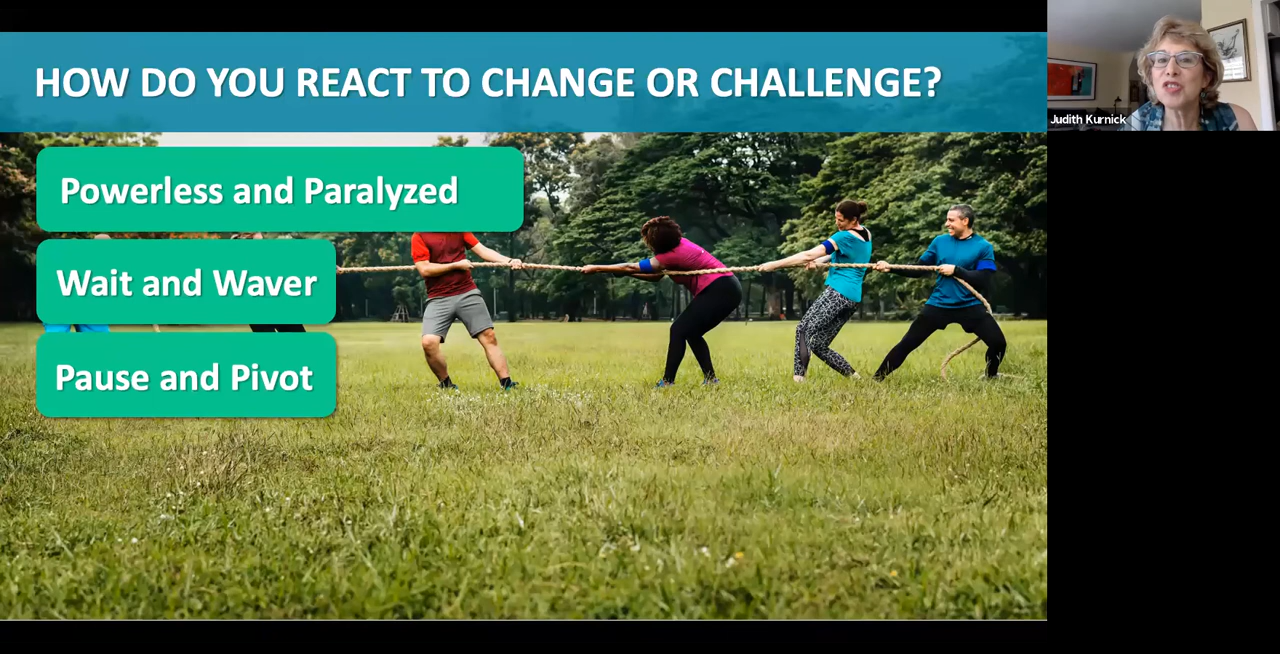 HOW DO YOU REACT TO CHANGE OR CHALLENGE?
Powerless and Paralyzed
Wait and Waver
Pause and Pivot
Judith Kurnick